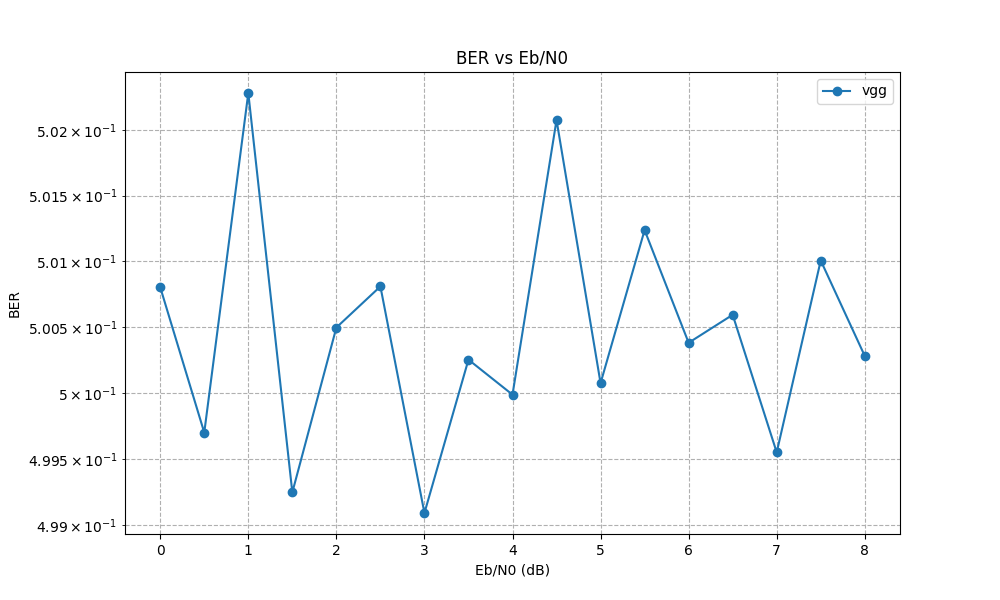 BER vs Eb/N0
vgg
5.02 × 10⁻¹
5.015 × 10⁻¹
5.01 × 10⁻¹
5.005 × 10⁻¹
5 × 10⁻¹
4.995 × 10⁻¹
4.99 × 10⁻¹
BER
0 1 2 3 4 5 6 7 8
Eb/N0 (dB)